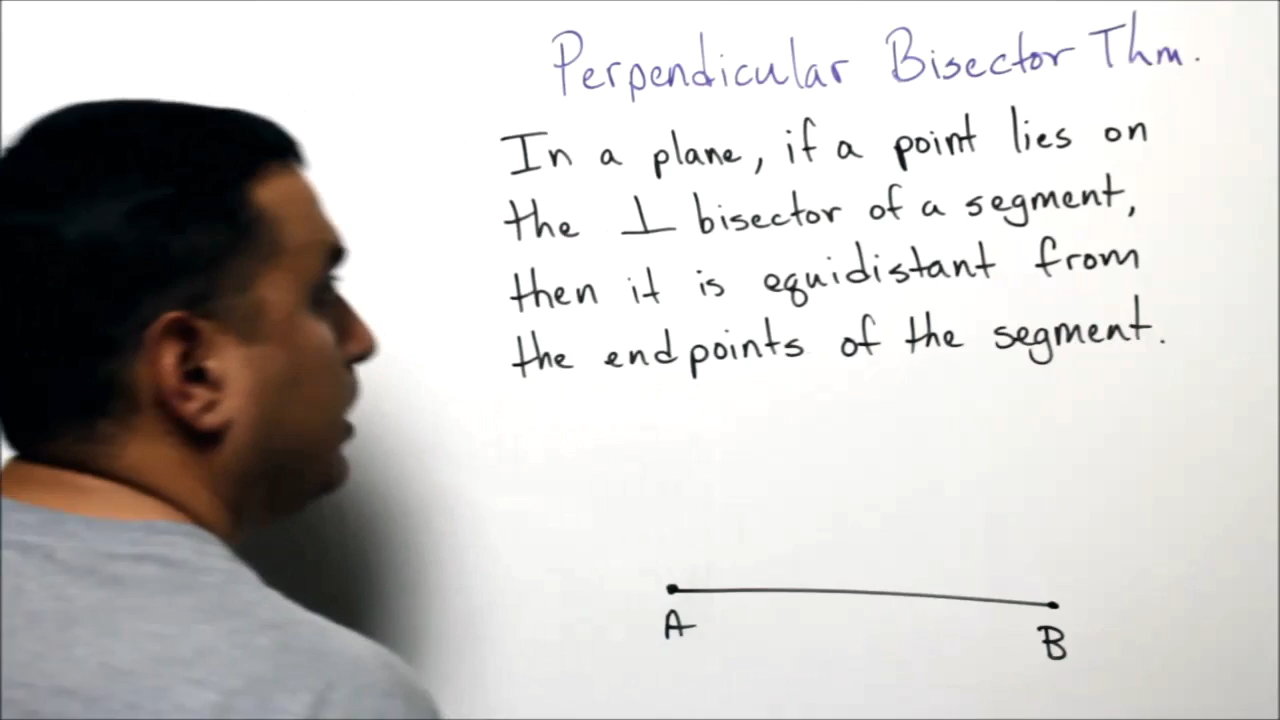 Perpendicular Bisector Thm.
In a plane, if a point lies on
the ⊥ bisector of a segment,
then it is equidistant from
the endpoints of the segment.
A
B